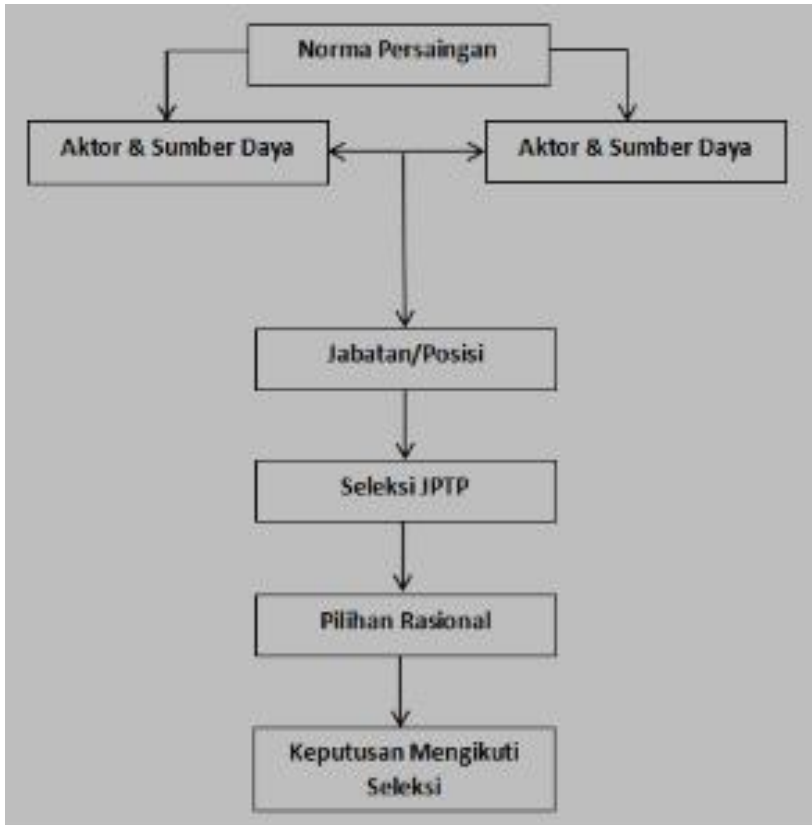 Norma Persaingan
Aktor & Sumber Daya
Aktor & Sumber Daya
Jabatan/Posisi
Seleksi JPTP
Pilihan Rasional
Keputusan Mengikuti
Seleksi